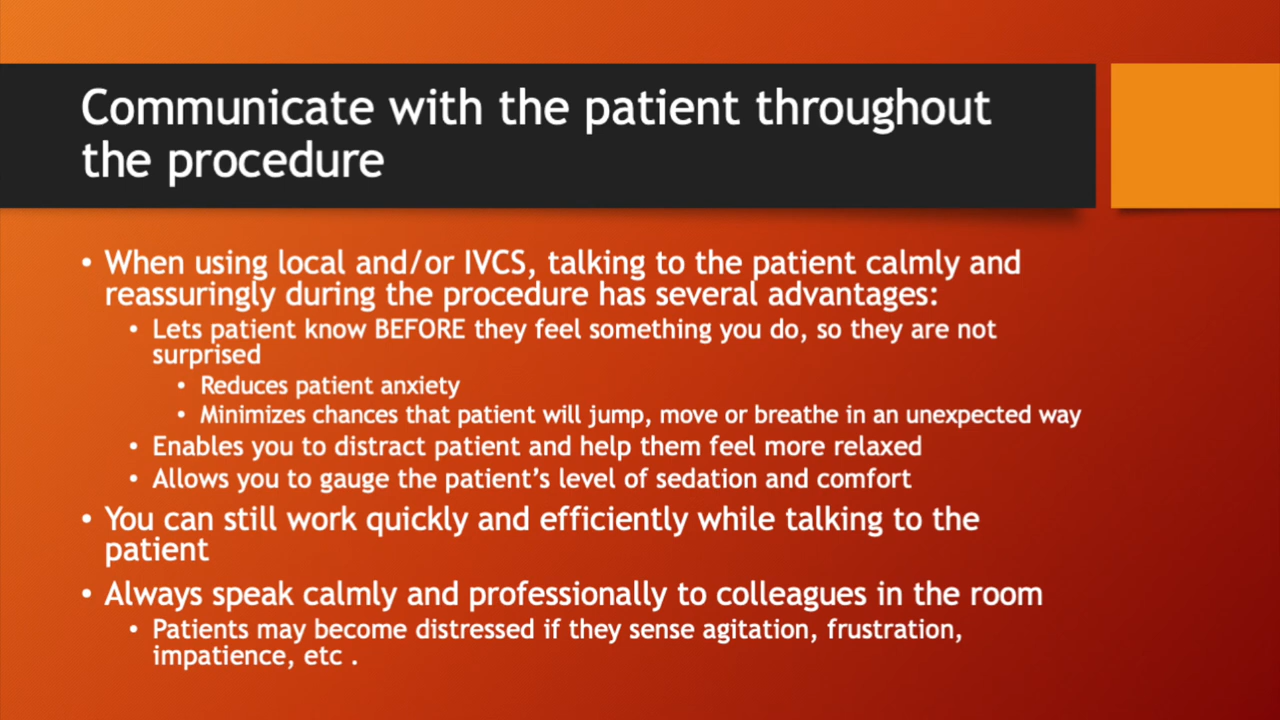 Communicate with the patient throughout
the procedure
• When using local and/or IVCS, talking to the patient calmly and
reassuringly during the procedure has several advantages:
• Lets patient know BEFORE they feel something you do, so they are not
surprised
• Reduces patient anxiety
• Minimizes chances that patient will jump, move or breathe in an unexpected way
• Enables you to distract patient and help them feel more relaxed
• Allows you to gauge the patient’s level of sedation and comfort
• You can still work quickly and efficiently while talking to the
patient
• Always speak calmly and professionally to colleagues in the room
• Patients may become distressed if they sense agitation, frustration,
impatience, etc .